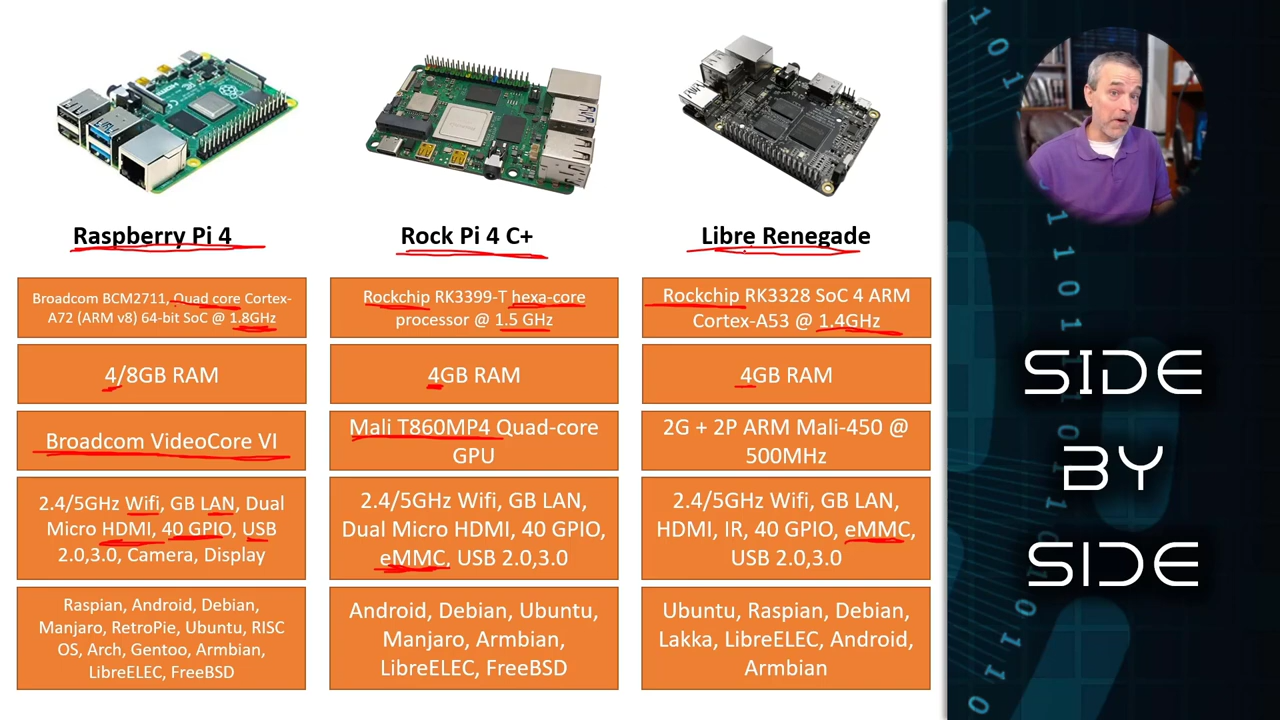 Raspberry Pi 4
Broadcom BCM2711, Quad core Cortex-
A72 (ARM v8) 64-bit SoC @ 1.8GHz
4/8GB RAM
Broadcom VideoCore VI
2.4/5GHz Wifi, GB LAN, Dual
Micro HDMI, 40 GPIO, USB
2.0,3.0, Camera, Display
Raspian, Android, Debian,
Manjaro, RetroPie, Ubuntu, RISC
OS, Arch, Gentoo, Armbian,
LibreELEC, FreeBSD
Rock Pi 4 C+
Rockchip RK3399-T hexa-core
processor @ 1.5 GHz
4GB RAM
Mali T860MP4 Quad-core
GPU
2.4/5GHz Wifi, GB LAN,
Dual Micro HDMI, 40 GPIO,
eMMC, USB 2.0,3.0
Android, Debian, Ubuntu,
Manjaro, Armbian,
LibreELEC, FreeBSD
Libre Renegade
Rockchip RK3328 SoC 4 ARM
Cortex-A53 @ 1.4GHz
4GB RAM
2G + 2P ARM Mali-450 @
500MHz
2.4/5GHz Wifi, GB LAN,
HDMI, IR, 40 GPIO, eMMC,
USB 2.0,3.0
Ubuntu, Raspian, Debian,
Lakka, LibreELEC, Android,
Armbian
SIDE
BY
SIDE